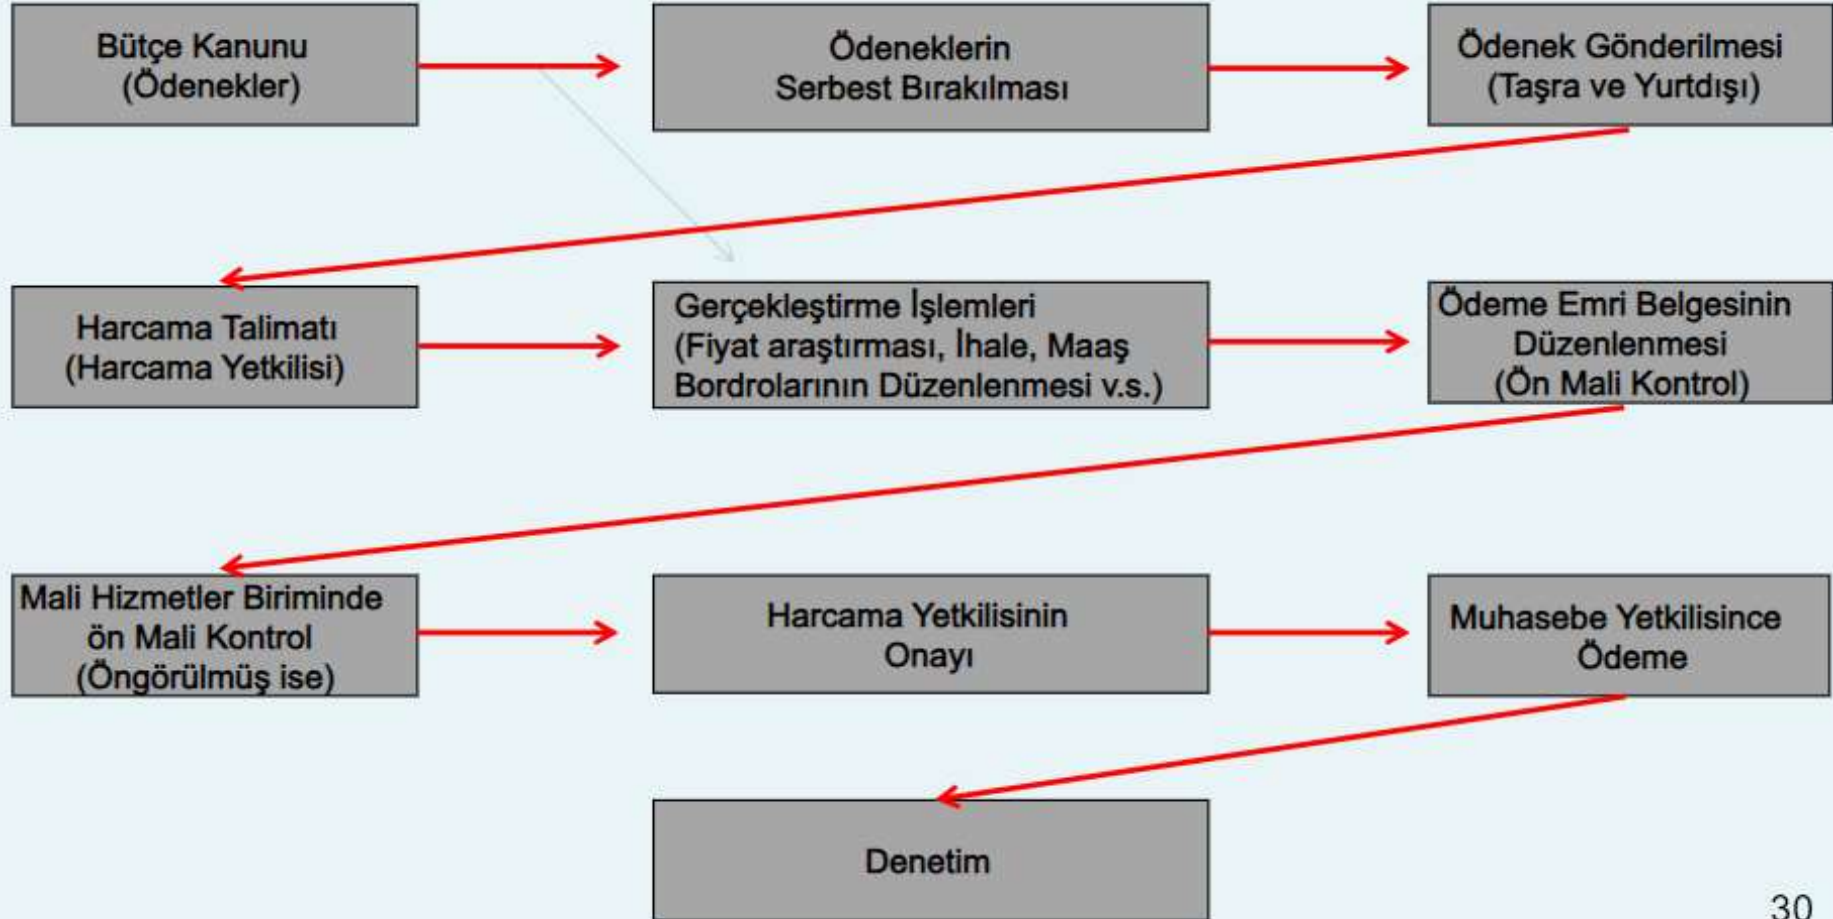 Bütçe Kanunu
(Ödenekler)
Ödeneklerin
Serbest Bırakılması
Ödenek Gönderilmesi
(Taşra ve Yurtdışı)
Harcama Talimatı
(Harcama Yetkilisi)
Gerçekleştirme İşlemleri
(Fiyat araştırması, İhale, Maaş
Bordrolarının Düzenlenmesi v.s.)
Ödeme Emri Belgesinin
Düzenlenmesi
(Ön Mali Kontrol)
Mali Hizmetler Biriminde
ön Mali Kontrol
(Öngörülmüş ise)
Harcama Yetkilisinin
Onayı
Muhasebe Yetkilisince
Ödeme
Denetim
30